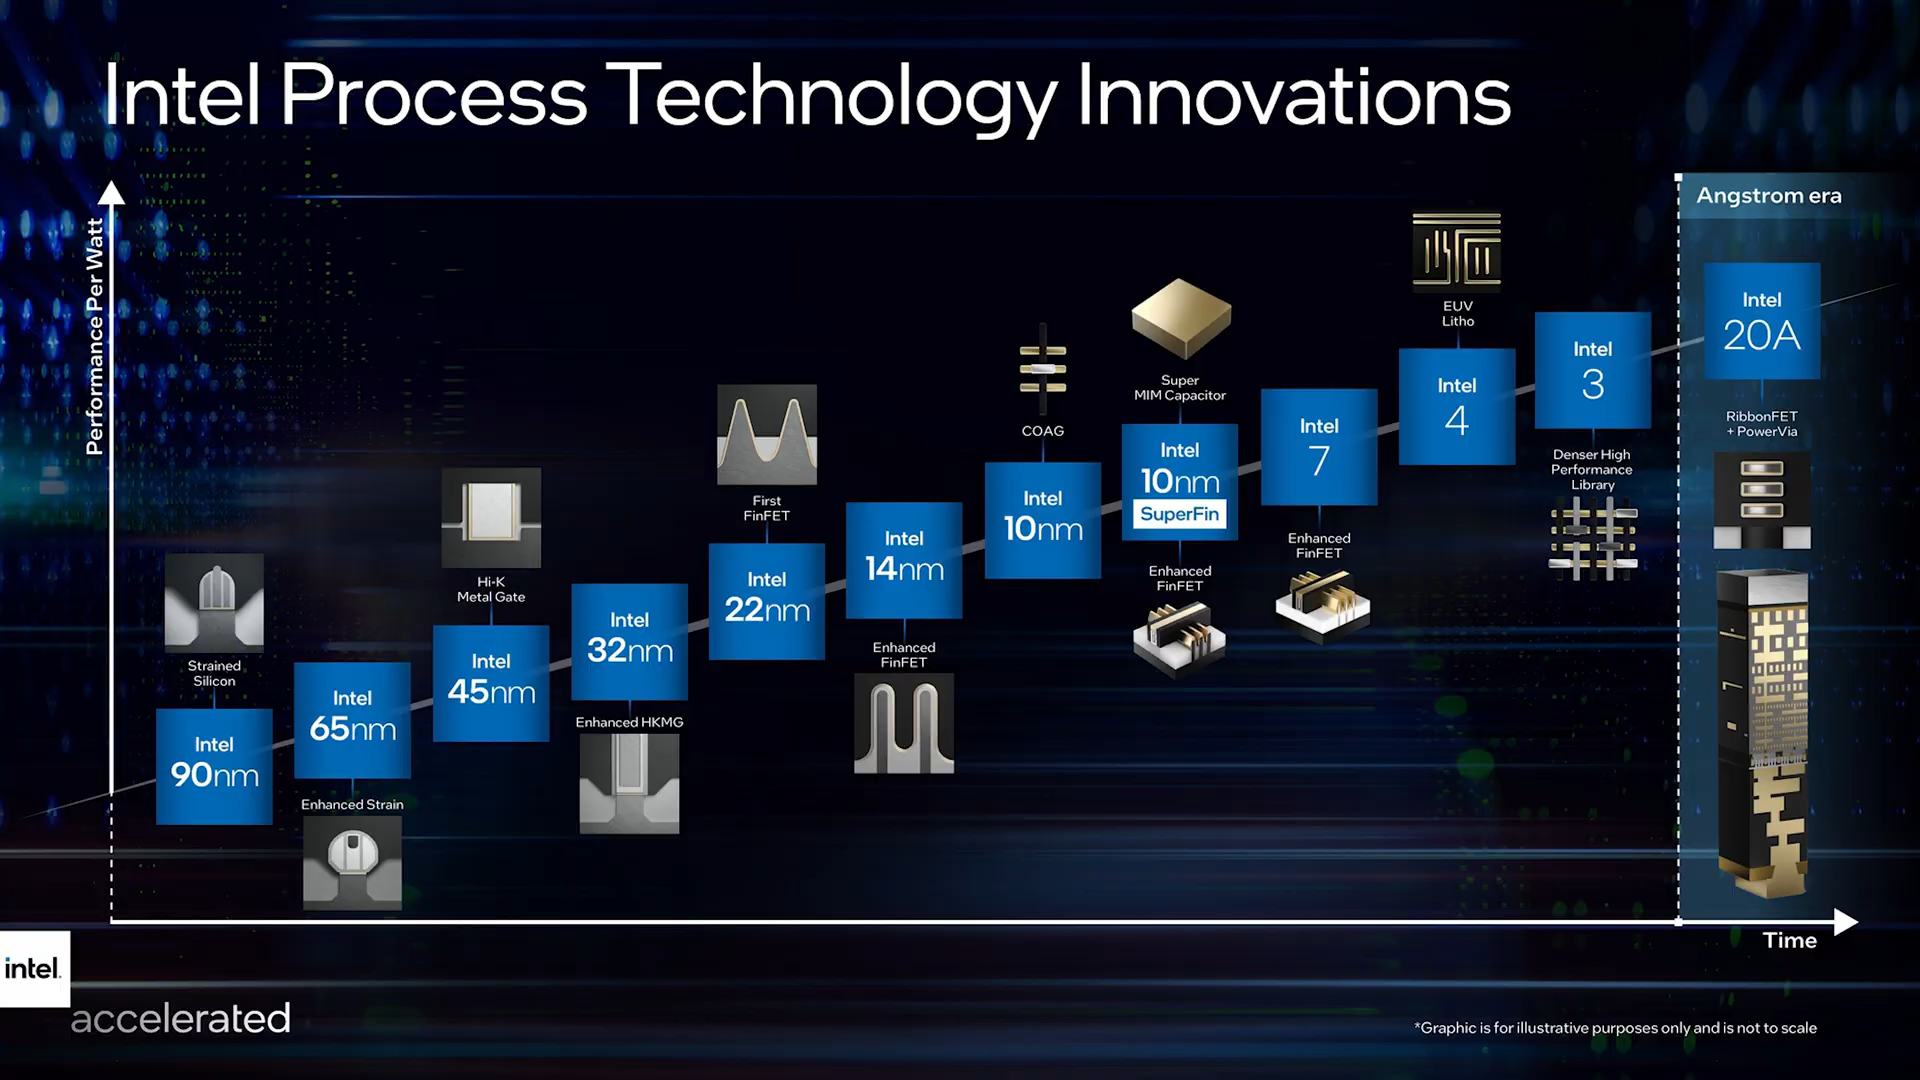 Intel Process Technology Innovations
Performance Per Watt
Strained
Silicon
Intel
90nm
Intel
65nm
Enhanced Strain
Hi-K
Metal Gate
Intel
45nm
Intel
32nm
Enhanced HKMG
First
FinFET
Intel
22nm
Intel
14nm
Enhanced
FinFET
COAG
Intel
10nm
Super
MIM Capacitor
Intel
10nm
SuperFin
Enhanced
FinFET
Intel
7
Enhanced
FinFET
EUV
Litho
Intel
4
Intel
3
Denser High
Performance
Library
Angstrom era
Intel
20A
RibbonFET
+ PowerVia
Time
intel.
accelerated
*Graphic is for illustrative purposes only and is not to scale